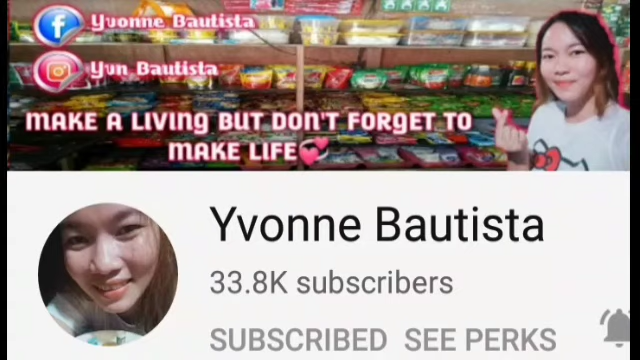 Yvonne Bautista
Yvn Bautista
MAKE A LIVING BUT DON'T FORGET TO
MAKE LIFE💞
Yvonne Bautista
33.8K subscribers
SUBSCRIBED SEE PERKS